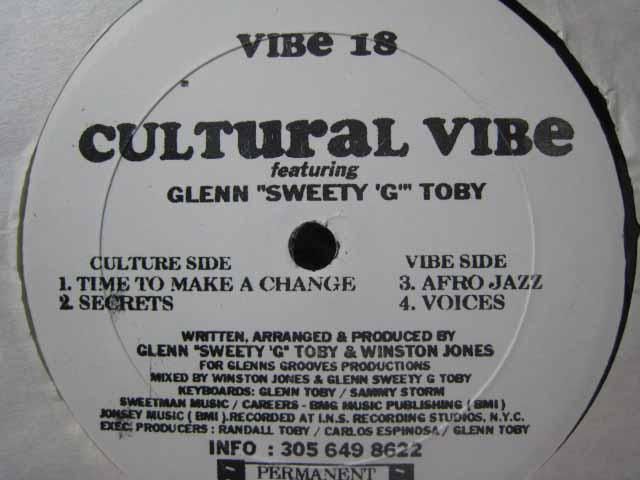 VIBe 18
CULTuraL VIBe
featuring
GLENN "SWEETY 'G'" TOBY
CULTURE SIDE
1. TIME TO MAKE A CHANGE
2. SECRETS
VIBE SIDE
3. AFRO JAZZ
4. VOICES
WRITTEN, ARRANGED & PRODUCED BY
GLENN "SWEETY 'G'" TOBY & WINSTON JONES
FOR GLENNS GROOVES PRODUCTIONS
MIXED BY WINSTON JONES & GLENN SWEETY G TOBY
KEYBOARDS: GLENN TOBY / SAMMY STORM
SWEETMAN MUSIC / CAREERS - BMG MUSIC PUBLISHING ( BMI )
JONSEY MUSIC ( BMI ). RECORDED AT I.N.S. RECORDING STUDIOS, N.Y.C.
EXEC. PRODUCERS : RANDALL TOBY / CARLOS ESPINOSA / GLENN TOBY
INFO : 305 649 8622
PERMANENT